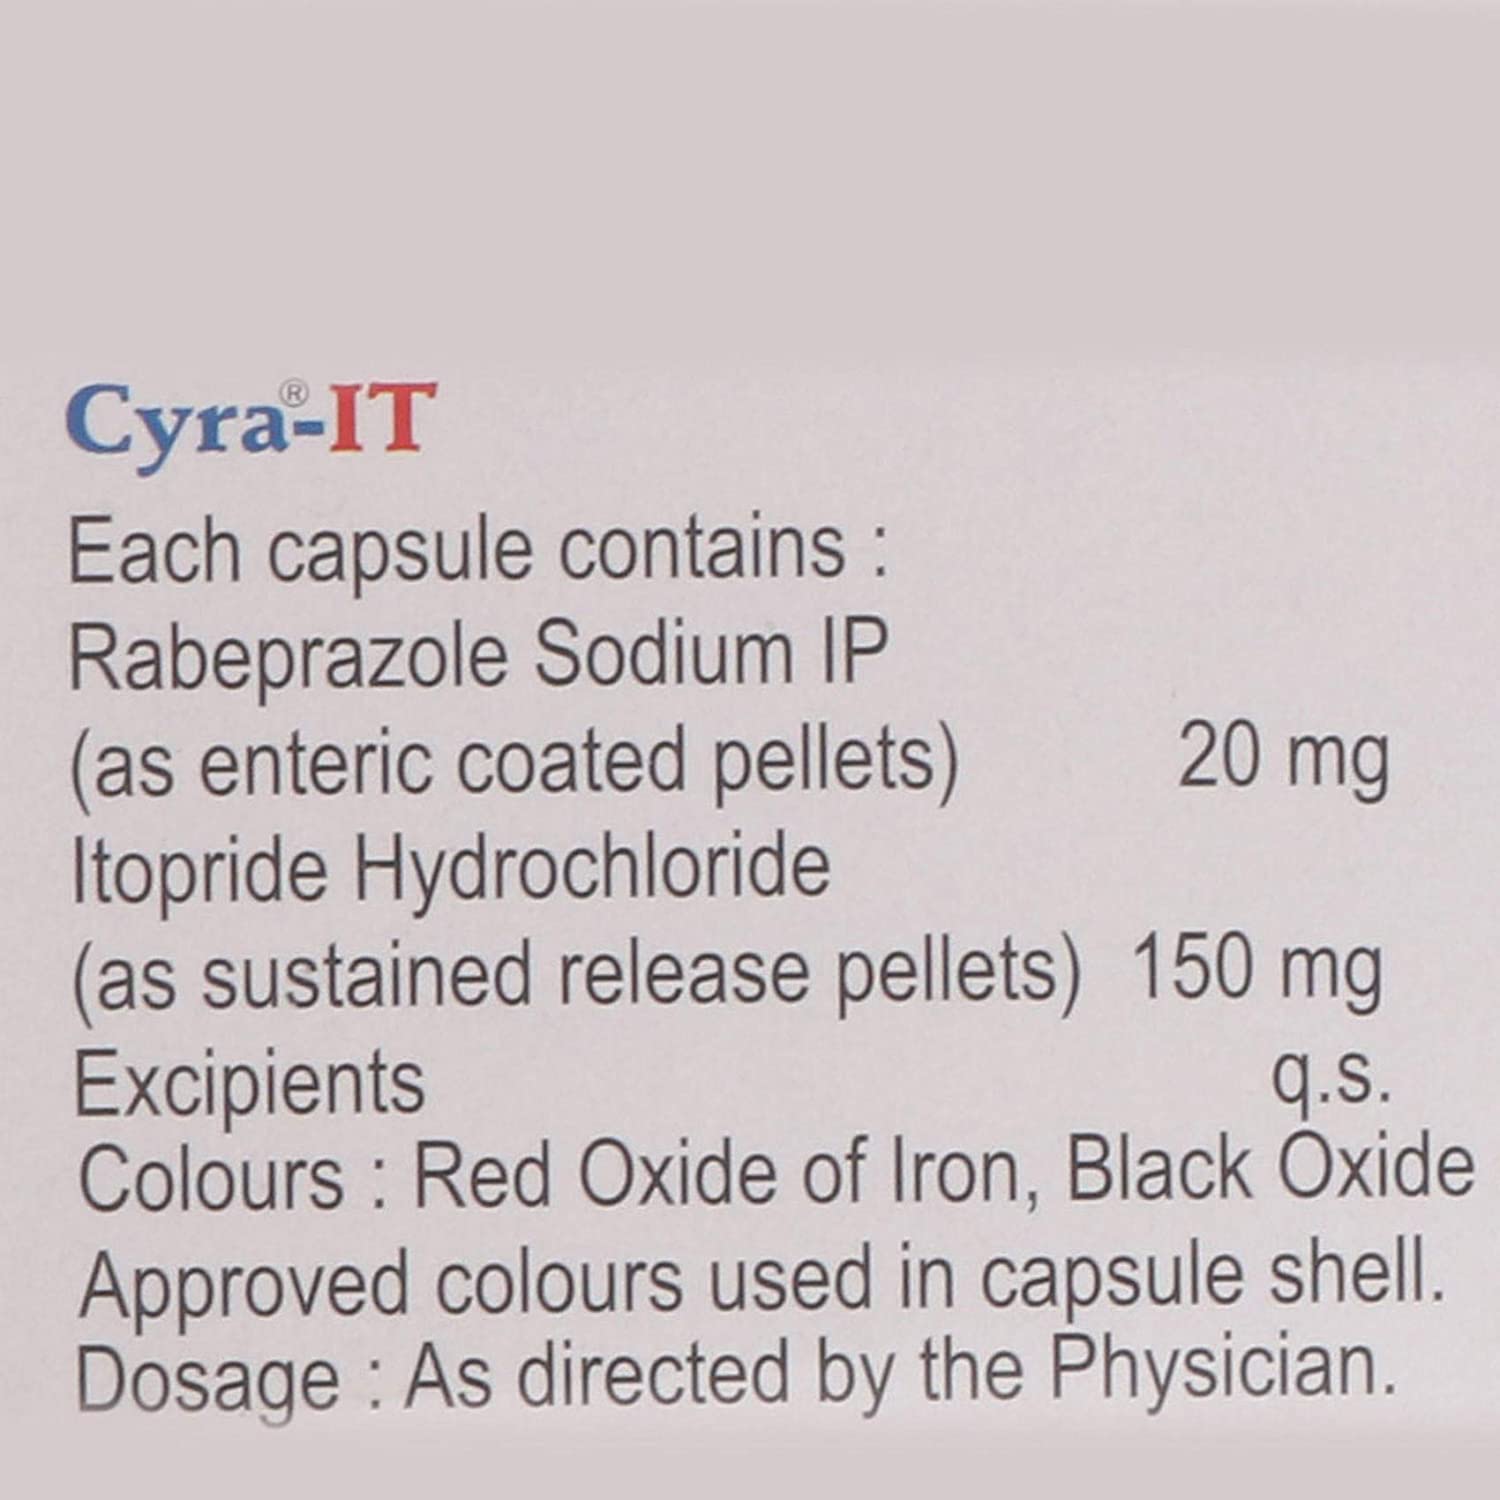 Cyra®-IT
Each capsule contains :
Rabeprazole Sodium IP
(as enteric coated pellets) 20 mg
Itopride Hydrochloride
(as sustained release pellets) 150 mg
Excipients q.s.
Colours : Red Oxide of Iron, Black Oxide
Approved colours used in capsule shell.
Dosage : As directed by the Physician.